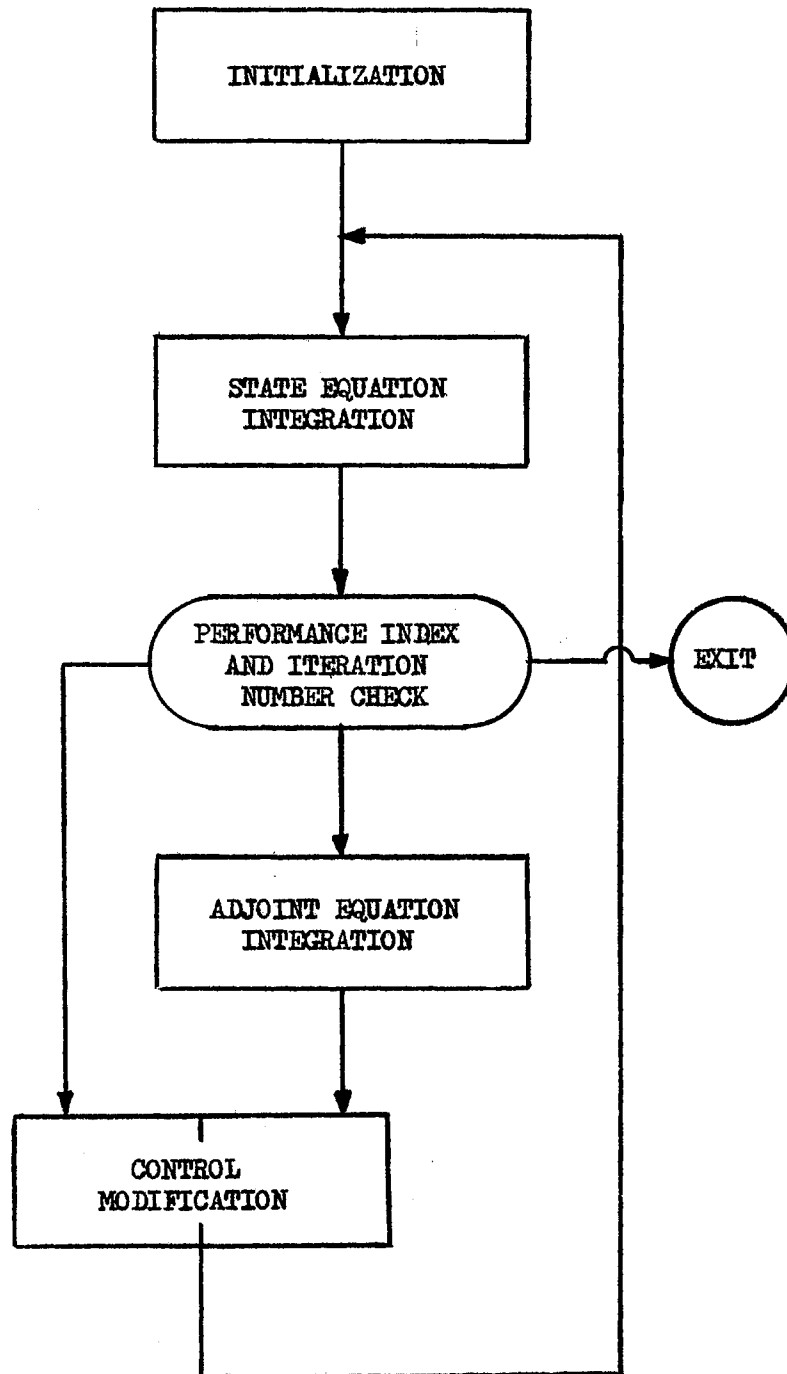 INITIALIZATION
STATE EQUATION
INTEGRATION
PERFORMANCE INDEX
AND ITERATION
NUMBER CHECK
EXIT
ADJOINT EQUATION
INTEGRATION
CONTROL
MODIFICATION